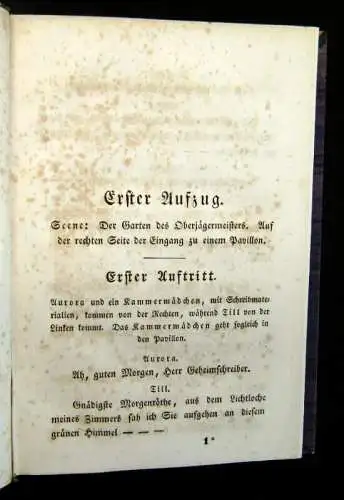 Erster Aufzug.
Scene: Der Garten des Oberjägermeisters. Auf
der rechten Seite der Eingang zu einem Pavillon.
Erster Auftritt.
Aurora und ein Kammermädchen, mit Schreibmate-
rialien, kommen von der Rechten, während Till von der
Linken kommt. Das Kammermädchen geht sogleich in
den Pavillon.
Aurora.
Ah, guten Morgen, Herr Geheimschreiber.
Till.
Gnädigste Morgenröthe, aus dem Lichtloche
meines Zimmers sah ich Sie aufgehen an diesem
grünen Himmel — — —
1*